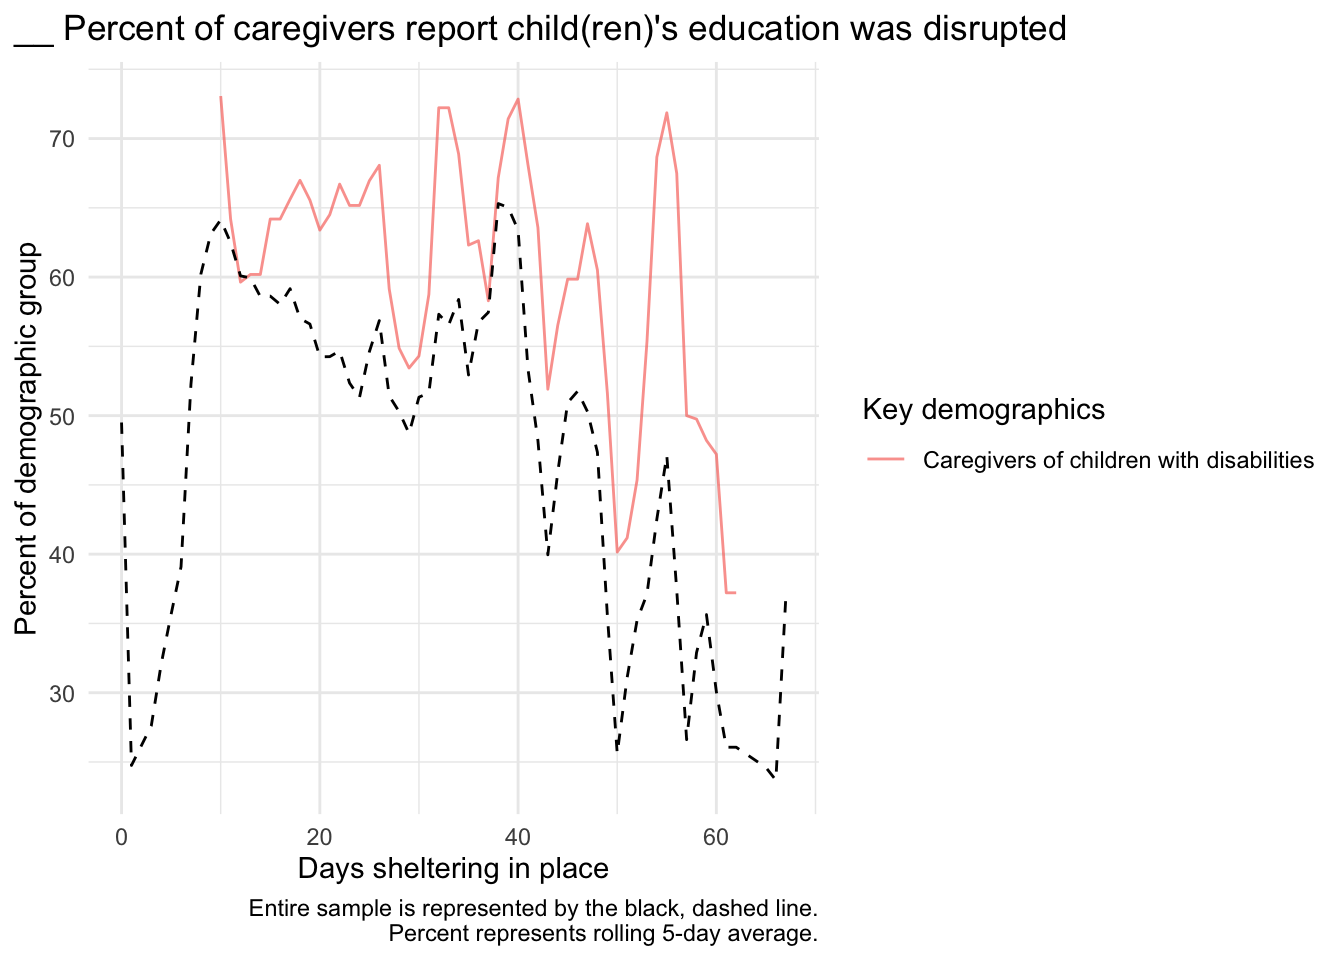 __ Percent of caregivers report child(ren)'s education was disrupted
Percent of demographic group
70
60
50
40
30
0 20 40 60
Days sheltering in place
Key demographics
Caregivers of children with disabilities
Entire sample is represented by the black, dashed line.
Percent represents rolling 5-day average.